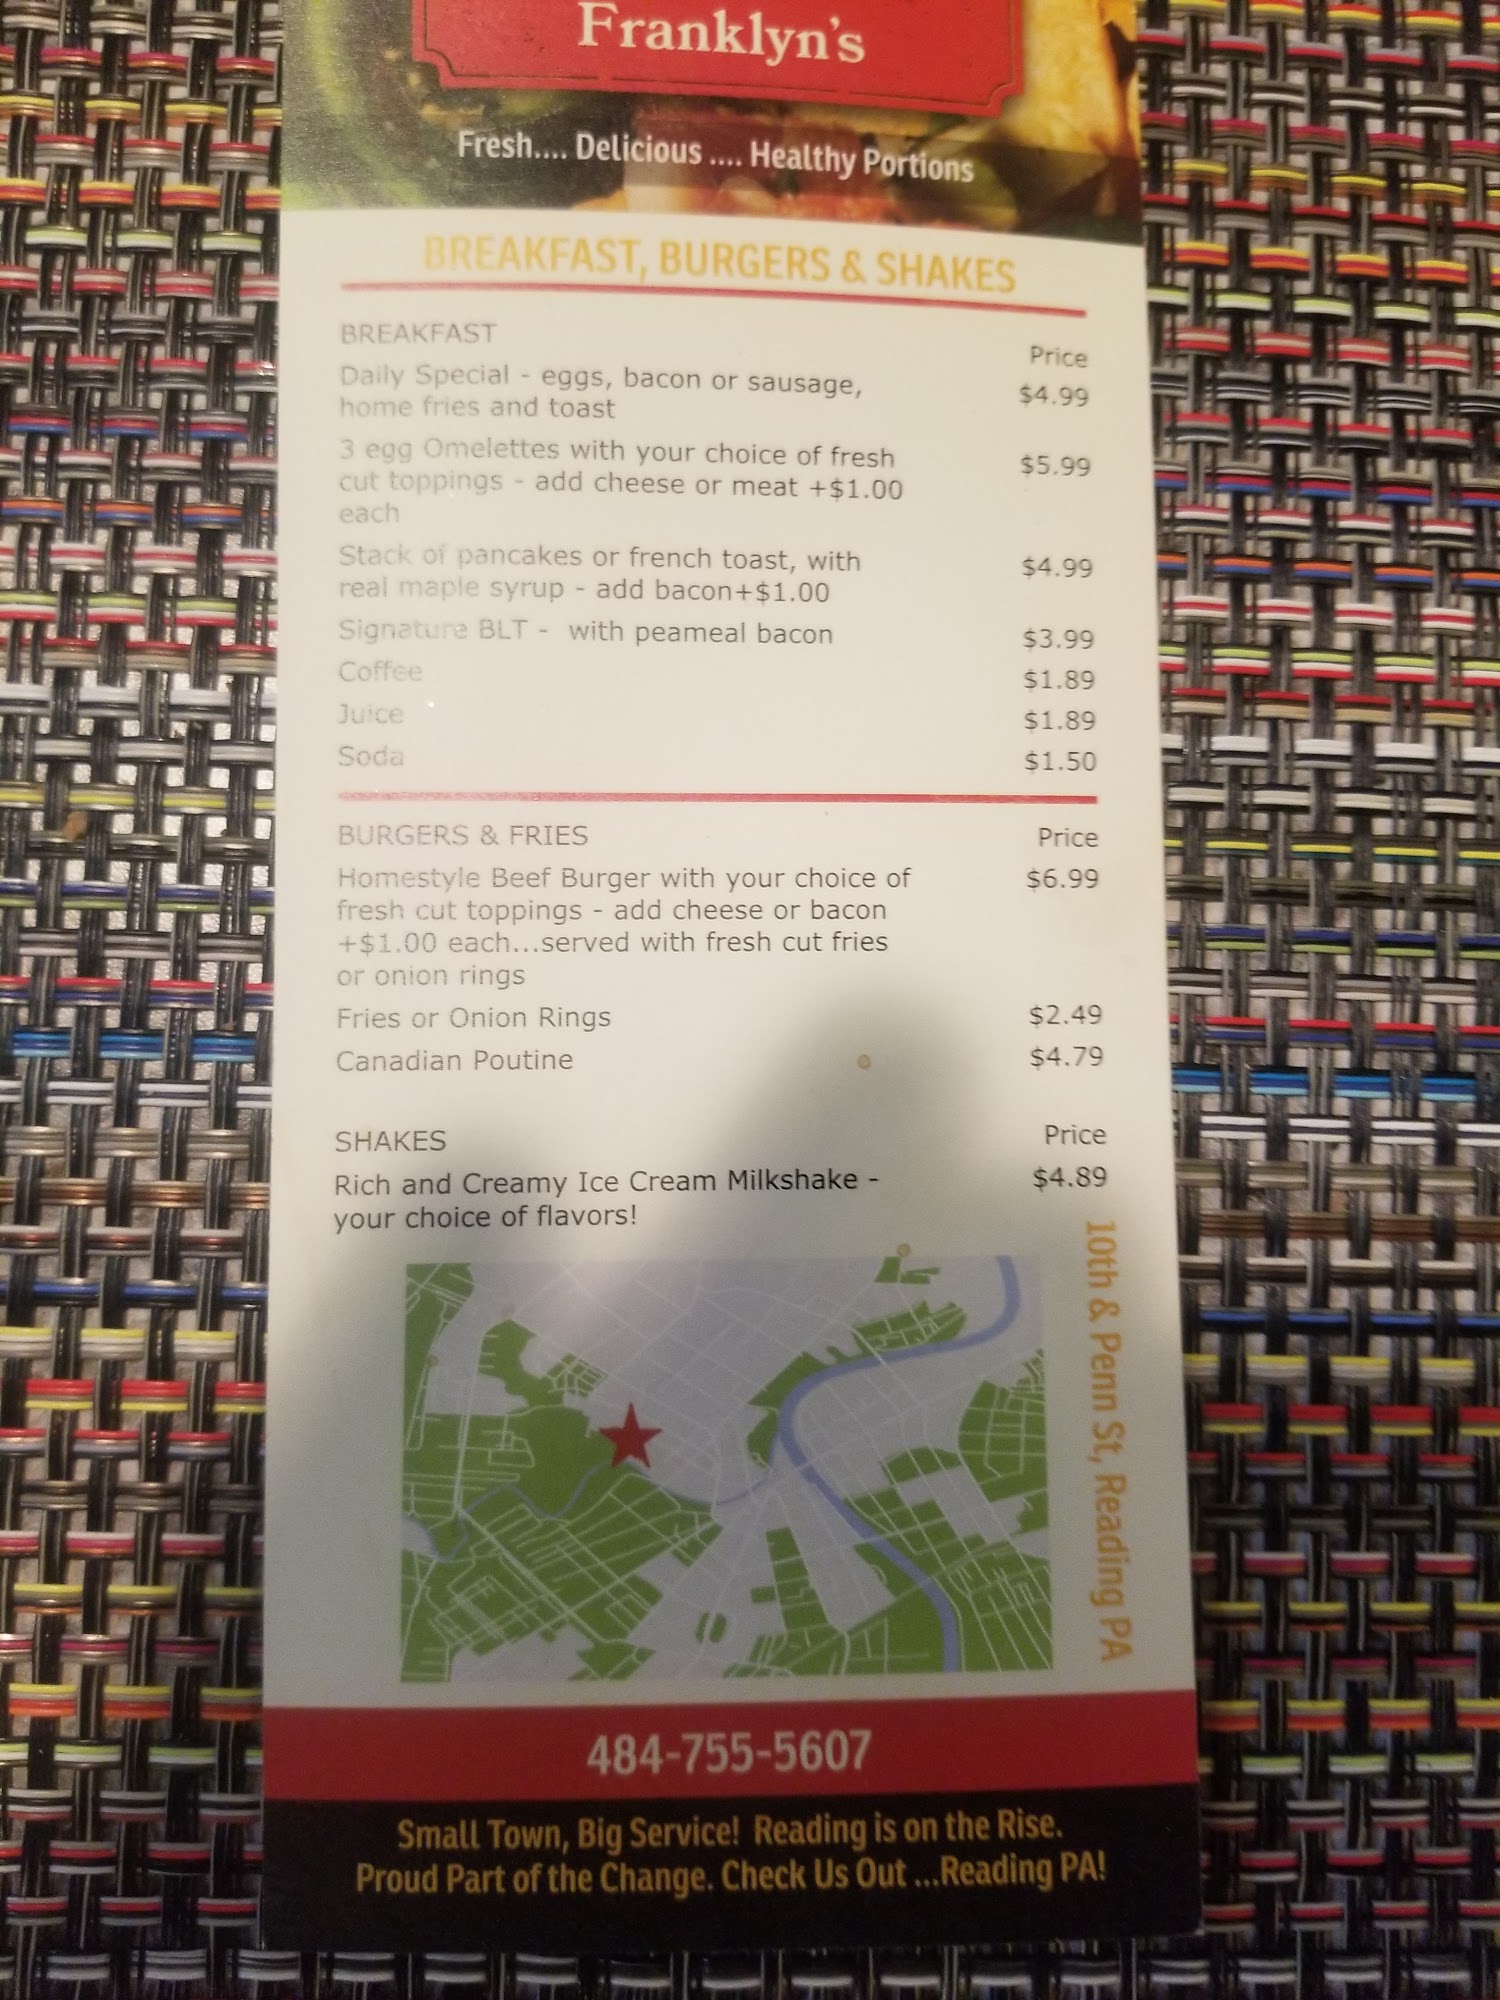 Franklyn's
Fresh.... Delicious .... Healthy Portions
BREAKFAST, BURGERS & SHAKES
BREAKFAST Price
Daily Special - eggs, bacon or sausage, $4.99
home fries and toast
3 egg Omelettes with your choice of fresh $5.99
cut toppings - add cheese or meat +$1.00
each
Stack of pancakes or french toast, with $4.99
real maple syrup - add bacon+$1.00
Signature BLT - with peameal bacon $3.99
Coffee $1.89
Juice $1.89
Soda $1.50
BURGERS & FRIES Price
Homestyle Beef Burger with your choice of $6.99
fresh cut toppings - add cheese or bacon
+$1.00 each...served with fresh cut fries
or onion rings
Fries or Onion Rings $2.49
Canadian Poutine $4.79
SHAKES Price
Rich and Creamy Ice Cream Milkshake - $4.89
your choice of flavors!
10th & Penn St, Reading PA
484-755-5607
Small Town, Big Service! Reading is on the Rise.
Proud Part of the Change. Check Us Out ...Reading PA!